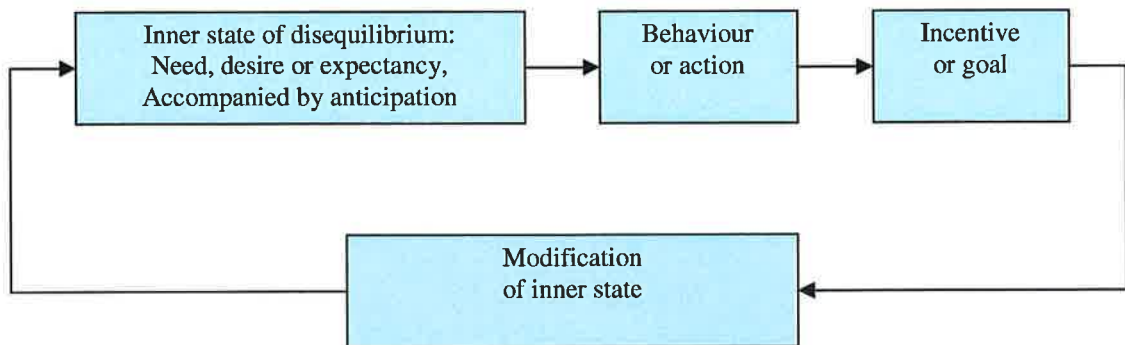 Inner state of disequilibrium:
Need, desire or expectancy,
Accompanied by anticipation
Behaviour
or action
Incentive
or goal
Modification
of inner state